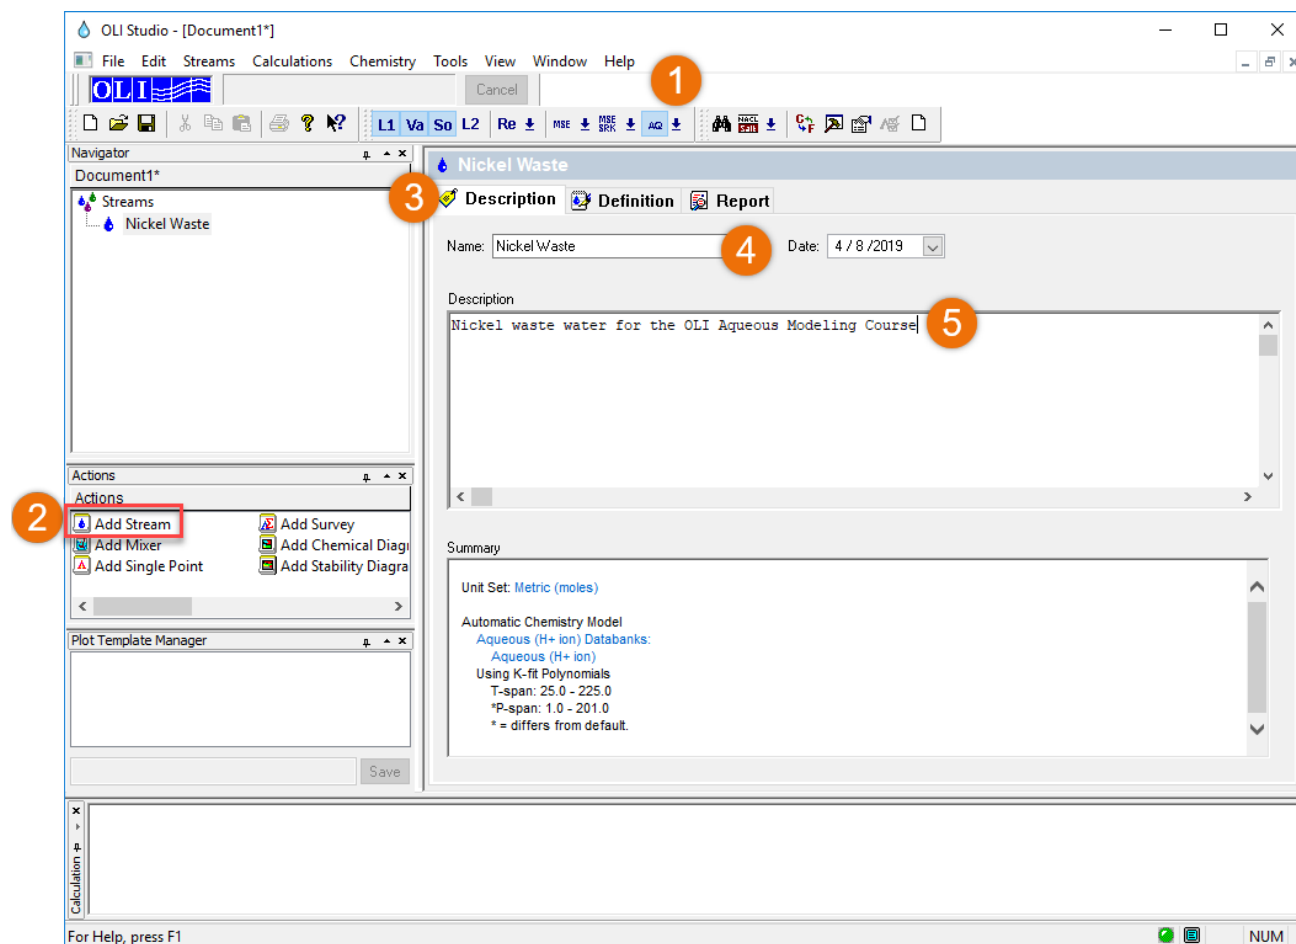 OLI Studio - [Document1*]
File Edit Streams Calculations Chemistry Tools View Window Help
1
OLI
Cancel
L1 Va So L2 Re MSE MSE SRK AQ NACL Split C F
Navigator
Document1*
Streams
Nickel Waste
Nickel Waste
3
Description Definition Report
Name: Nickel Waste
4
Date: 4 / 8 /2019
Description
Nickel waste water for the OLI Aqueous Modeling Course
5
Actions
Actions
2
Add Stream Add Survey
Add Mixer Add Chemical Diagr
Add Single Point Add Stability Diagra
Summary
Unit Set: Metric (moles)
Automatic Chemistry Model
Aqueous (H+ ion) Databanks:
Aqueous (H+ ion)
Using K-fit Polynomials
T-span: 25.0 - 225.0
*P-span: 1.0 - 201.0
* = differs from default.
Plot Template Manager
Save
Calculation
For Help, press F1
NUM